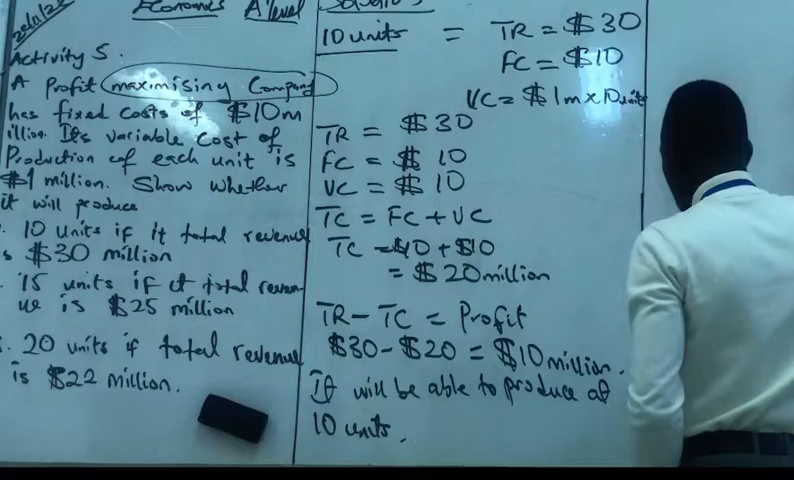 Economics A'level
Activity 5.
A Profit maximising Company
has fixed costs of $10m
illion. Its variable cost of
Production of each unit is
$1 million. Show whether
it will produce
10 units if it total revenue
s $30 million
15 units if it total reven
ue is $25 million
20 units if total revenue
is $22 million.
Solutions
10 units = TR = $30
FC = $10
VC = $1m x 10 units
TR = $30
FC = $10
VC = $10
TC = FC + VC
TC = $10 + $10
= $20 million
TR - TC = Profit
$30 - $20 = $10 million.
It will be able to produce at
10 units.